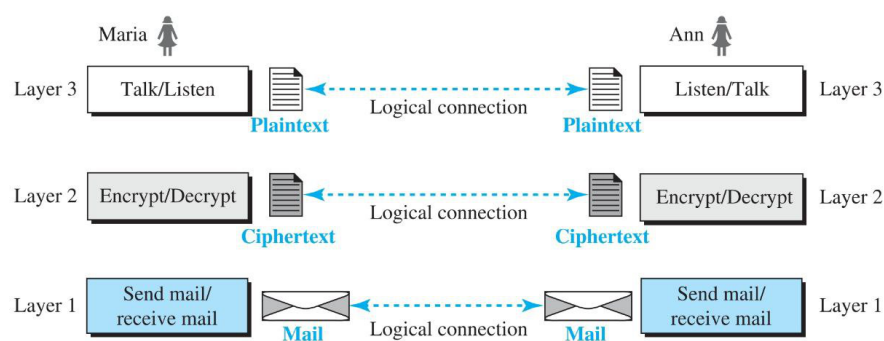 Maria
Ann
Layer 3
Talk/Listen
Plaintext
Logical connection
Plaintext
Listen/Talk
Layer 3
Layer 2
Encrypt/Decrypt
Ciphertext
Logical connection
Ciphertext
Encrypt/Decrypt
Layer 2
Layer 1
Send mail/
receive mail
Mail
Logical connection
Mail
Send mail/
receive mail
Layer 1